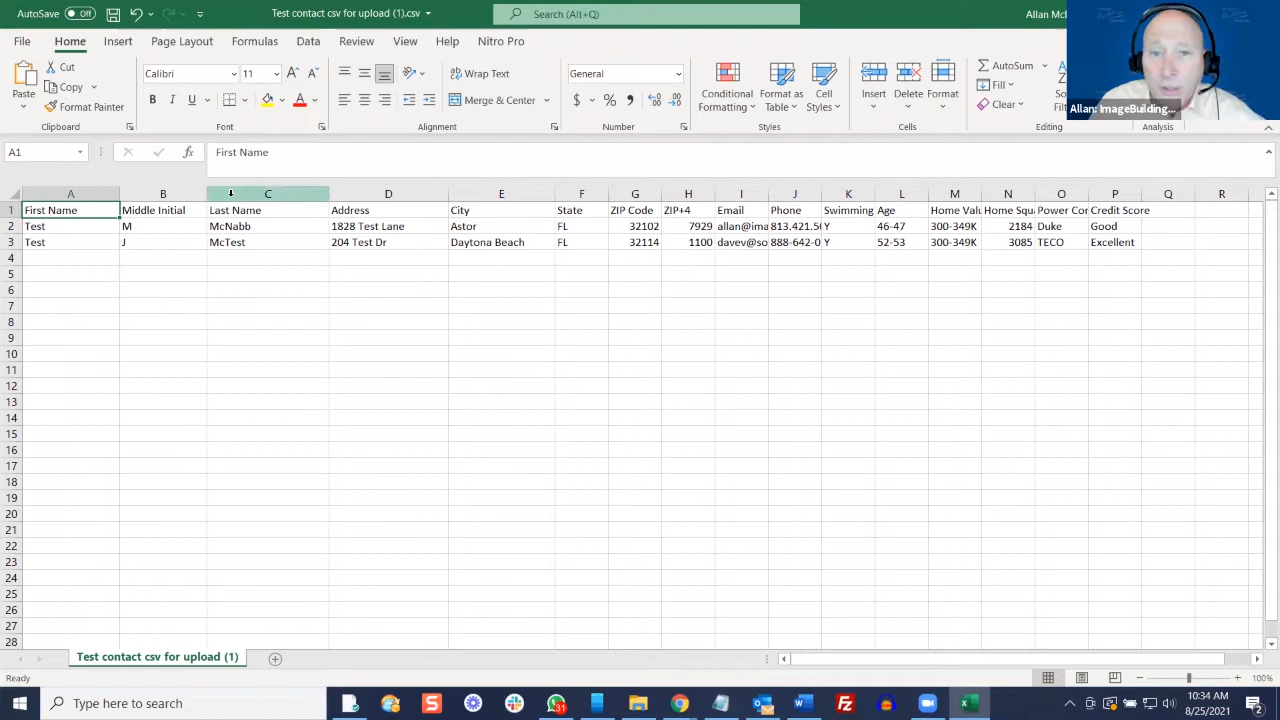 AutoSave Off Test contact csv for upload (1).csv Search (Alt+Q) Allan Mc
File Home Insert Page Layout Formulas Data Review View Help Nitro Pro
Paste Cut Calibri 11 Wrap Text General Conditional Formatting Format as Table Cell Styles Insert Delete Format AutoSum
Copy Fill
Format Painter Merge & Center Clear
Clipboard Font Alignment Number Styles Cells Editing Analysis
Allan: ImageBuilding...
A1 fx First Name
A B C D E F G H I J K L M N O P Q R
1 First Name Middle Initial Last Name Address City State ZIP Code ZIP+4 Email Phone Swimming Age Home Valu Home Squ Power Cor Credit Score
2 Test M McNabb 1828 Test Lane Astor FL 32102 7929 allan@ima 813.421.50 Y 46-47 300-349K 2184 Duke Good
3 Test J McTest 204 Test Dr Daytona Beach FL 32114 1100 davev@so 888-642-0 Y 52-53 300-349K 3085 TECO Excellent
4
5
6
7
8
9
10
11
12
13
14
15
16
17
18
19
20
21
22
23
24
25
26
27
28
Test contact csv for upload (1)
Ready 100%
Type here to search 31 10:34 AM
8/25/2021 2